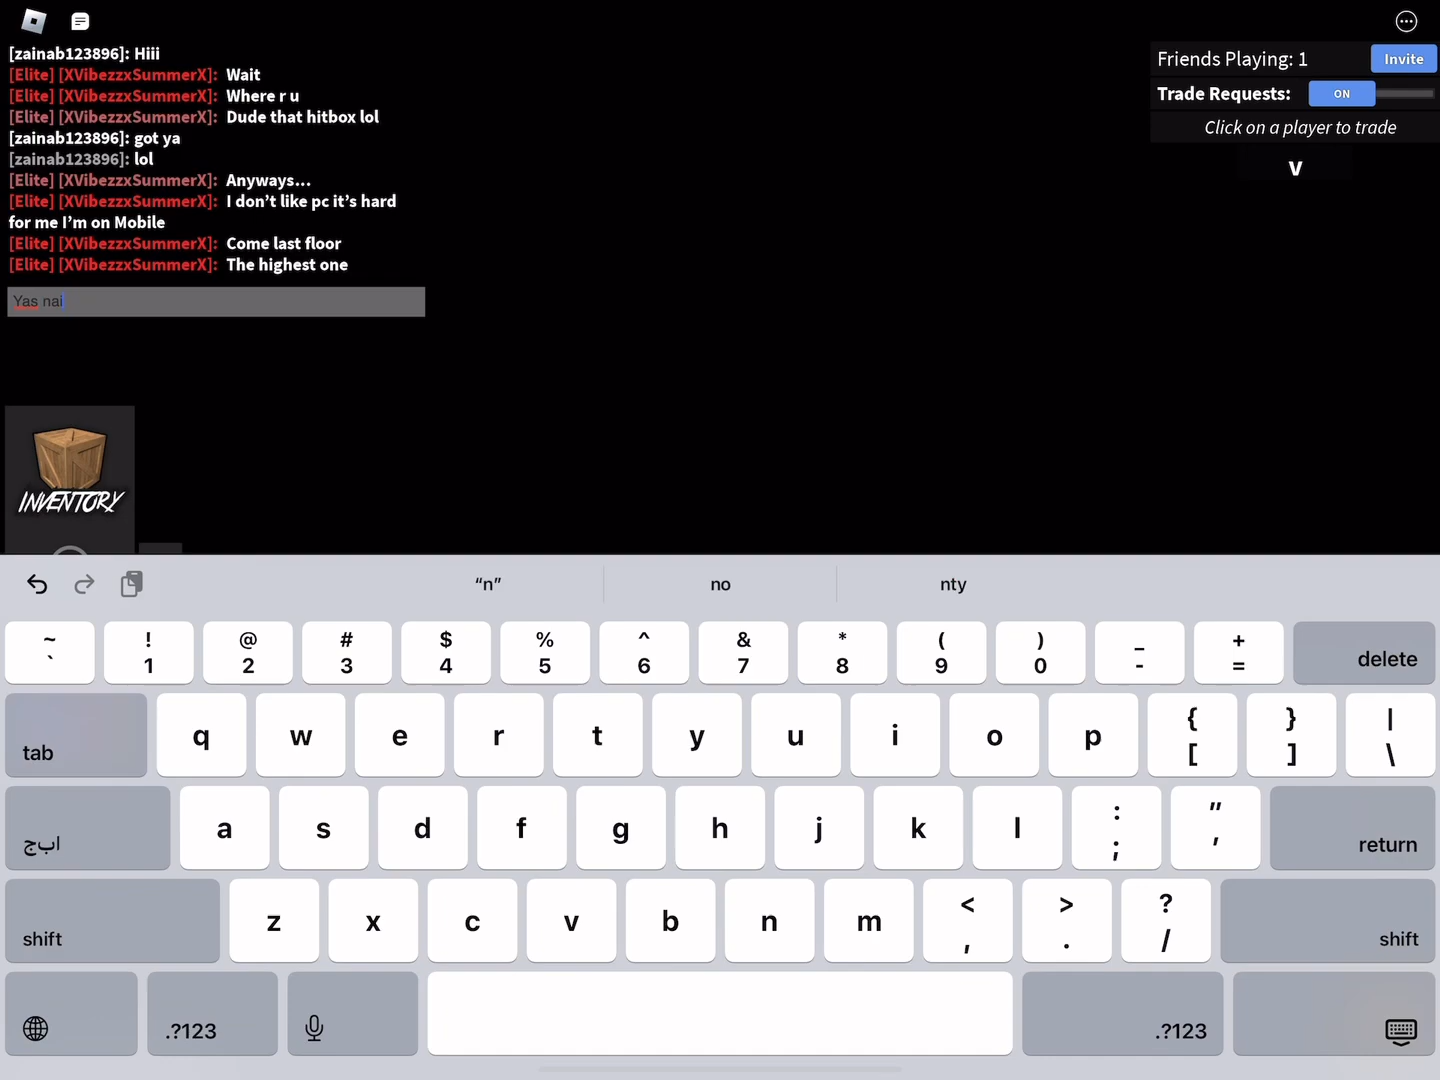 [zainab123896]: Hiii
Friends Playing: 1
Invite
[Elite] [XVibezzxSummerX]: Wait
[Elite] [XVibezzxSummerX]: Where r u
Trade Requests:
ON
[Elite] [XVibezzxSummerX]: Dude that hitbox lol
Click on a player to trade
[zainab123896]: got ya
[zainab123896]: lol
v
[Elite] [XVibezzxSummerX]: Anyways...
[Elite] [XVibezzxSummerX]: I don’t like pc it’s hard
for me I’m on Mobile
[Elite] [XVibezzxSummerX]: Come last floor
[Elite] [XVibezzxSummerX]: The highest one
Yas nai
INVENTORY
“n” no nty
~ ! @ # $ % ^ & * ( ) _ +
` 1 2 3 4 5 6 7 8 9 0 - = delete
tab q w e r t y u i o p { [ } ] | \
ابج a s d f g h j k l : ; " ' return
shift z x c v b n m < , > . ? / shift
.?123 .?123